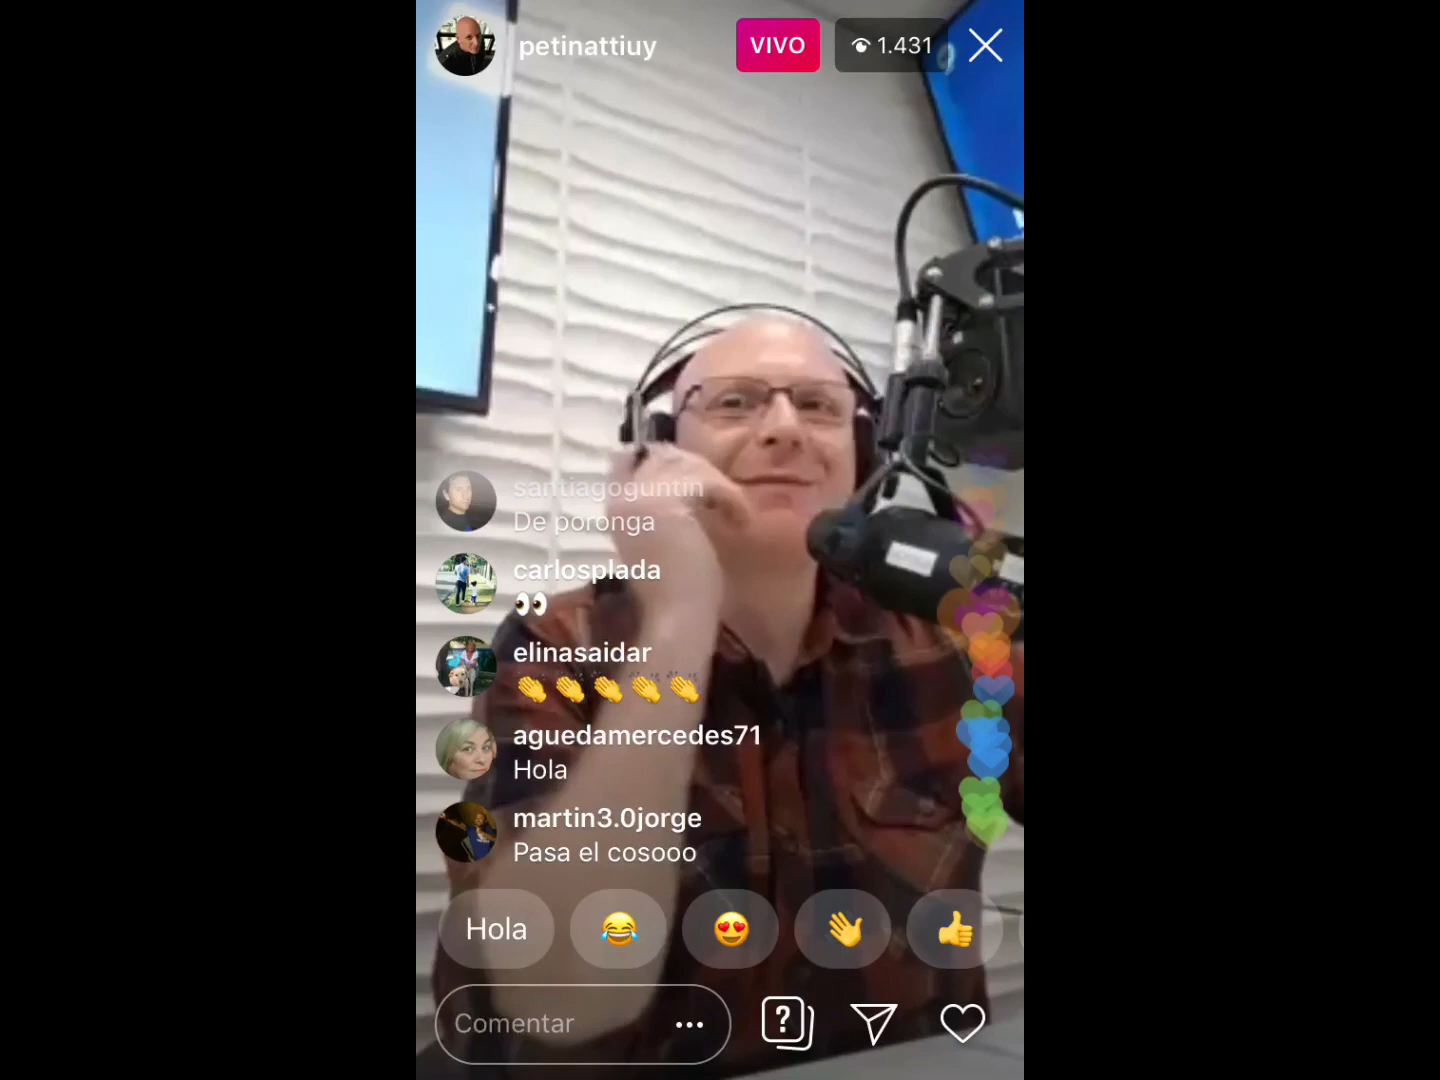 petinattiuy
VIVO
1.431
santiagoguntin
De poronga
carlosplada
👀
elinasaidar
👏👏👏👏👏
aguedamercedes71
Hola
martin3.0jorge
Pasa el cosooo
Hola 😂 😍 👋 👍
Comentar